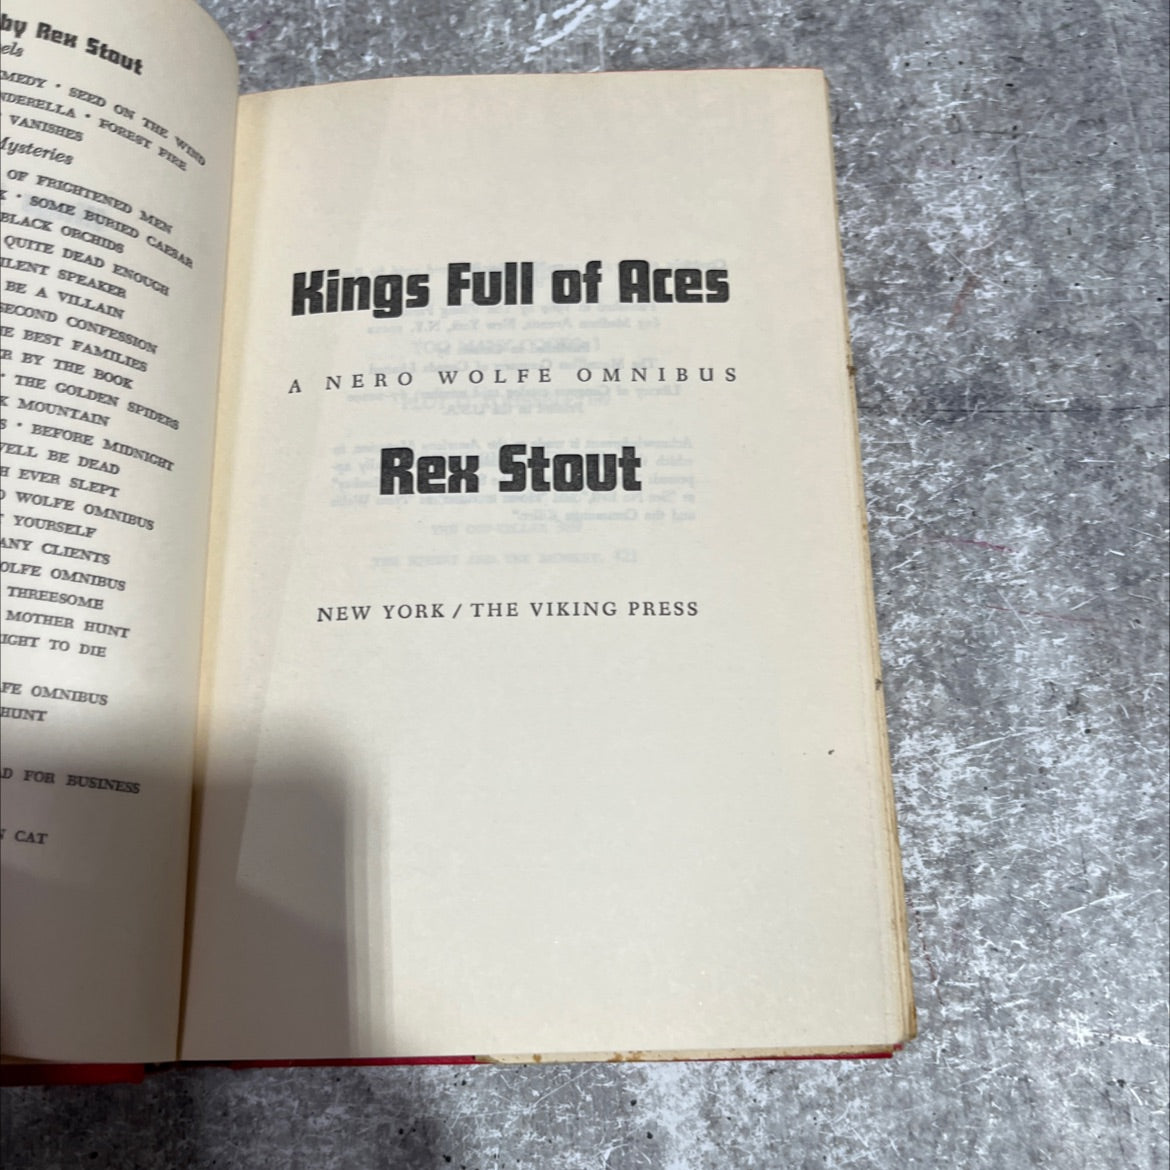 by Rex Stout
els
MEDY • SEED ON THE WIND
NDERELLA • FOREST FIRE
VANISHES
Mysteries
OF FRIGHTENED MEN
X • SOME BURIED CAESAR
BLACK ORCHIDS
QUITE DEAD ENOUGH
ILENT SPEAKER
BE A VILLAIN
SECOND CONFESSION
HE BEST FAMILIES
R BY THE BOOK
• THE GOLDEN SPIDERS
K MOUNTAIN
S • BEFORE MIDNIGHT
WELL BE DEAD
H EVER SLEPT
O WOLFE OMNIBUS
T YOURSELF
ANY CLIENTS
OLFE OMNIBUS
THREESOME
MOTHER HUNT
IGHT TO DIE
FE OMNIBUS
HUNT
D FOR BUSINESS
N CAT
Kings Full of Aces
A NERO WOLFE OMNIBUS
Rex Stout
NEW YORK / THE VIKING PRESS